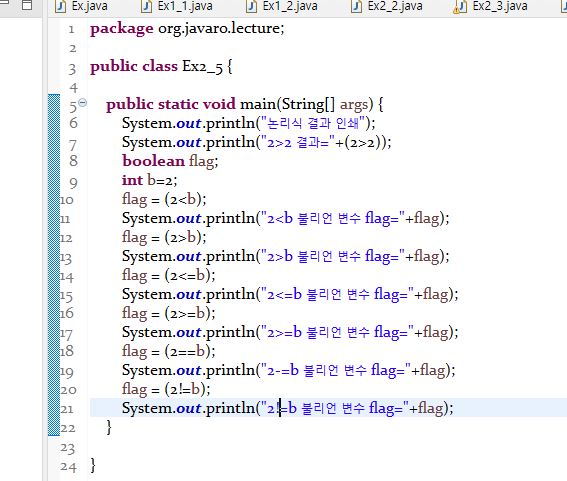 Ex.java Ex1_1.java Ex1_2.java Ex2_2.java Ex2_3.java
1 package org.javaro.lecture;
2
3 public class Ex2_5 {
4
5 public static void main(String[] args) {
6 System.out.println("논리식 결과 인쇄");
7 System.out.println("2>2 결과="+(2>2));
8 boolean flag;
9 int b=2;
10 flag = (2<b);
11 System.out.println("2<b 불리언 변수 flag="+flag);
12 flag = (2>b);
13 System.out.println("2>b 불리언 변수 flag="+flag);
14 flag = (2<=b);
15 System.out.println("2<=b 불리언 변수 flag="+flag);
16 flag = (2>=b);
17 System.out.println("2>=b 불리언 변수 flag="+flag);
18 flag = (2==b);
19 System.out.println("2-=b 불리언 변수 flag="+flag);
20 flag = (2!=b);
21 System.out.println("2!=b 불리언 변수 flag="+flag);
22 }
23
24 }